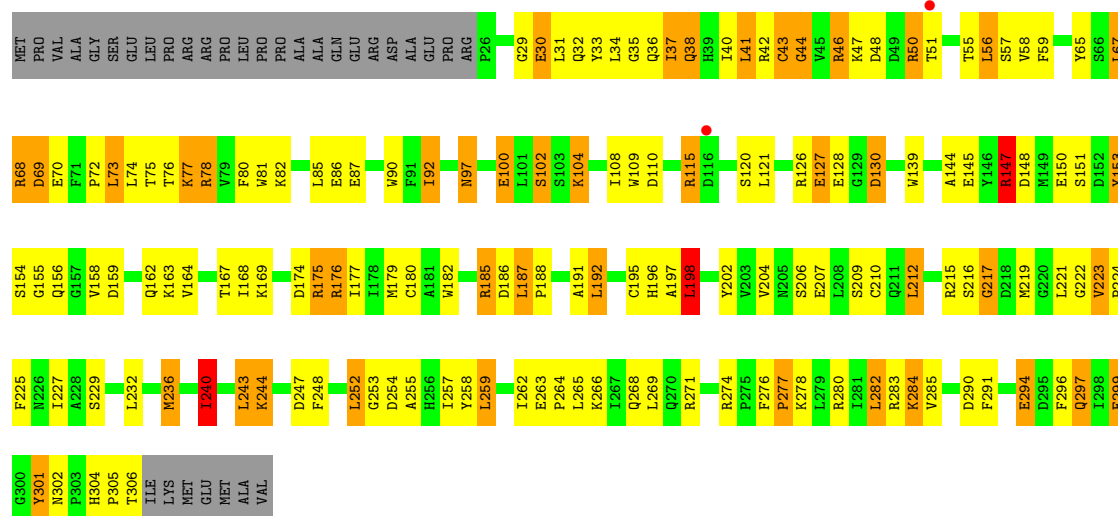 MET PRO VAL ALA GLY SER GLU LEU PRO ARG ARG PRO LEU PRO PRO ALA ALA GLN GLU ARG ASP ALA GLU PRO ARG P26 G29 E30 L31 Q32 Y33 L34 G35 Q36 I37 Q38 H39 I40 L41 R42 C43 G44 V45 R46 K47 D48 D49 R50 T51 T55 L56 S57 V58 F59 Y65 S66 L67
R68 D69 E70 F71 P72 L73 L74 T75 T76 K77 R78 V79 F80 W81 K82 L85 E86 E87 W90 F91 I92 N97 E100 L101 S102 S103 K104 I108 W109 D110 R115 D116 S120 L121 R126 E127 E128 G129 D130 W139 A144 E145 Y146 R147 D148 M149 E150 S151 D152 Y153
S154 G155 Q156 G157 V158 D159 Q162 K163 V164 T167 I168 K169 D174 R175 R176 I177 I178 M179 C180 A181 W182 R185 D186 L187 P188 A191 L192 C195 H196 A197 L198 Y202 V203 V204 N205 S206 E207 L208 S209 C210 Q211 L212 R215 S216 G217 D218 M219 G220 L221 G222 V223 P224
F225 N226 I227 A228 S229 L232 M236 I240 L243 K244 D247 F248 L252 G253 D254 A255 H256 I257 Y258 L259 I262 E263 P264 L265 K266 I267 Q268 L269 Q270 R271 R274 P275 F276 P277 K278 L279 R280 I281 L282 R283 K284 V285 D290 F291 E294 D295 F296 Q297 I298 E299
G300 Y301 N302 P303 H304 P305 T306 ILE LYS MET GLU MET ALA VAL